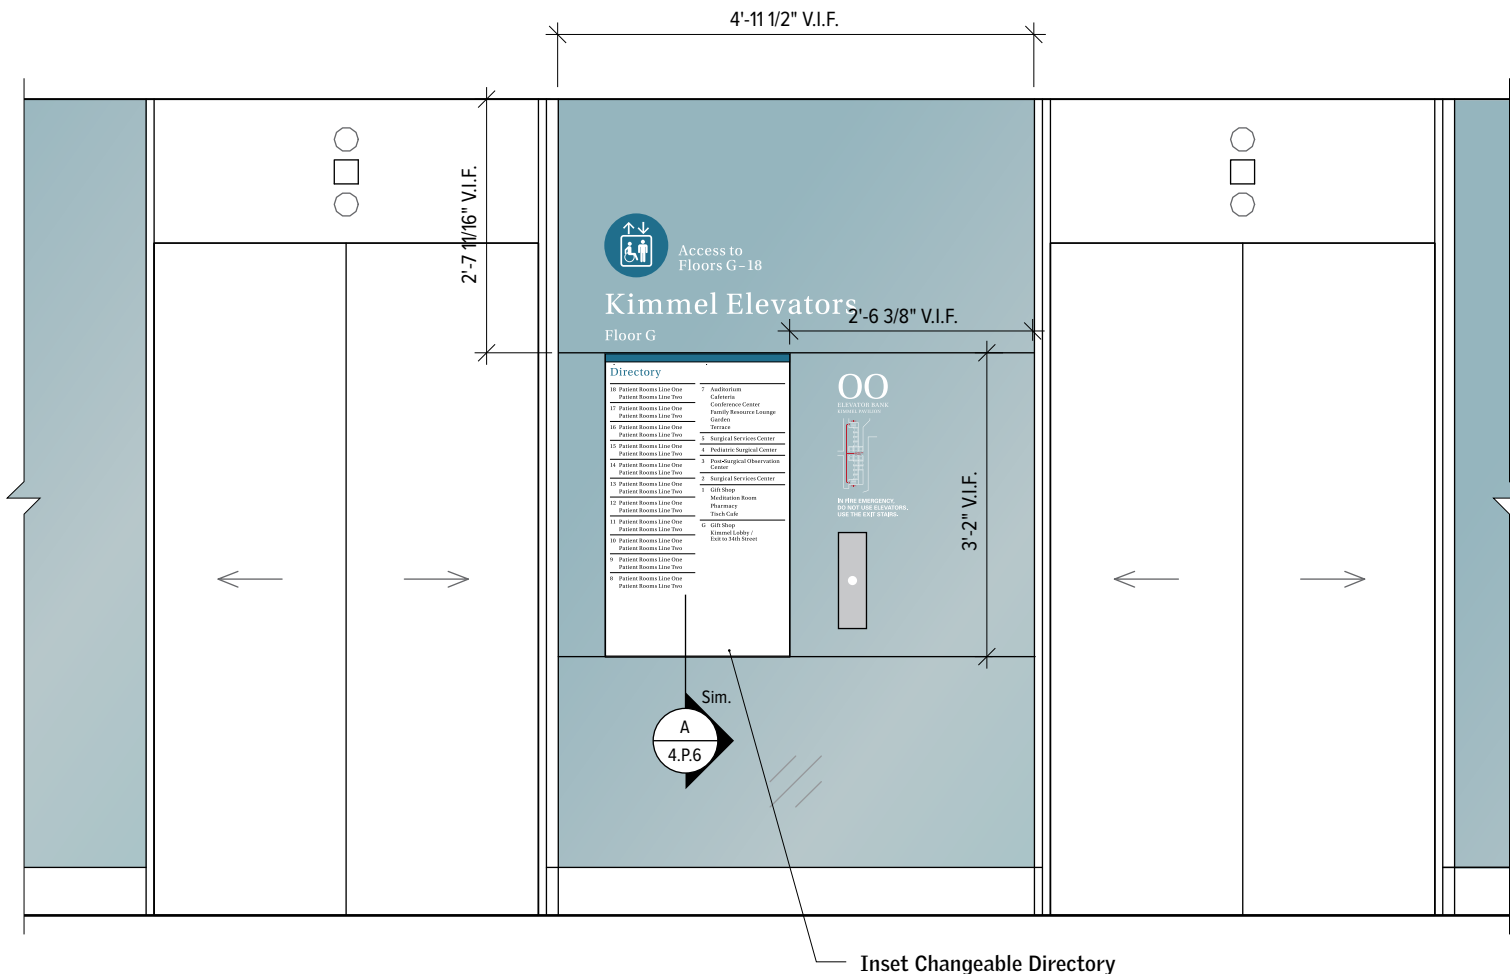 4'-11 1/2" V.I.F.
2'-7 11/16" V.I.F.
Access to
Floors G–18
Kimmel Elevators
Floor G
2'-6 3/8" V.I.F.
3'-2" V.I.F.
Directory
18 Patient Rooms Line One
Patient Rooms Line Two
17 Patient Rooms Line One
Patient Rooms Line Two
16 Patient Rooms Line One
Patient Rooms Line Two
15 Patient Rooms Line One
Patient Rooms Line Two
14 Patient Rooms Line One
Patient Rooms Line Two
13 Patient Rooms Line One
Patient Rooms Line Two
12 Patient Rooms Line One
Patient Rooms Line Two
11 Patient Rooms Line One
Patient Rooms Line Two
10 Patient Rooms Line One
Patient Rooms Line Two
9 Patient Rooms Line One
Patient Rooms Line Two
8 Patient Rooms Line One
Patient Rooms Line Two
7 Auditorium
Cafeteria
Conference Center
Family Resource Lounge
Garden
Terrace
5 Surgical Services Center
4 Pediatric Surgical Center
3 Post-Surgical Observation
Center
2 Surgical Services Center
1 Gift Shop
Meditation Room
Pharmacy
Tisch Cafe
G Gift Shop
Kimmel Lobby /
Exit to 34th Street
OO
ELEVATOR BANK
KIMMEL PAVILION
IN FIRE EMERGENCY,
DO NOT USE ELEVATORS,
USE THE EXIT STAIRS.
Sim.
A
4.P.6
Inset Changeable Directory